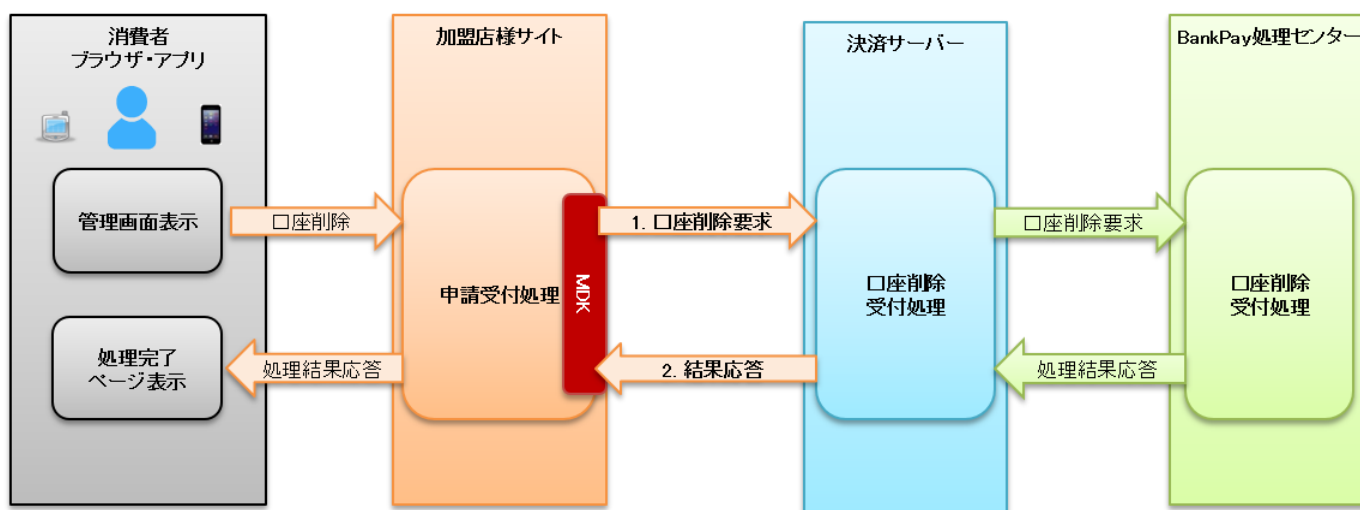 消費者
ブラウザ・アプリ
加盟店様サイト
決済サーバー
BankPay処理センター
管理画面表示
口座削除
1. 口座削除要求
口座削除要求
申請受付処理
MDK
口座削除
受付処理
口座削除
受付処理
処理完了
ページ表示
処理結果応答
2. 結果応答
処理結果応答